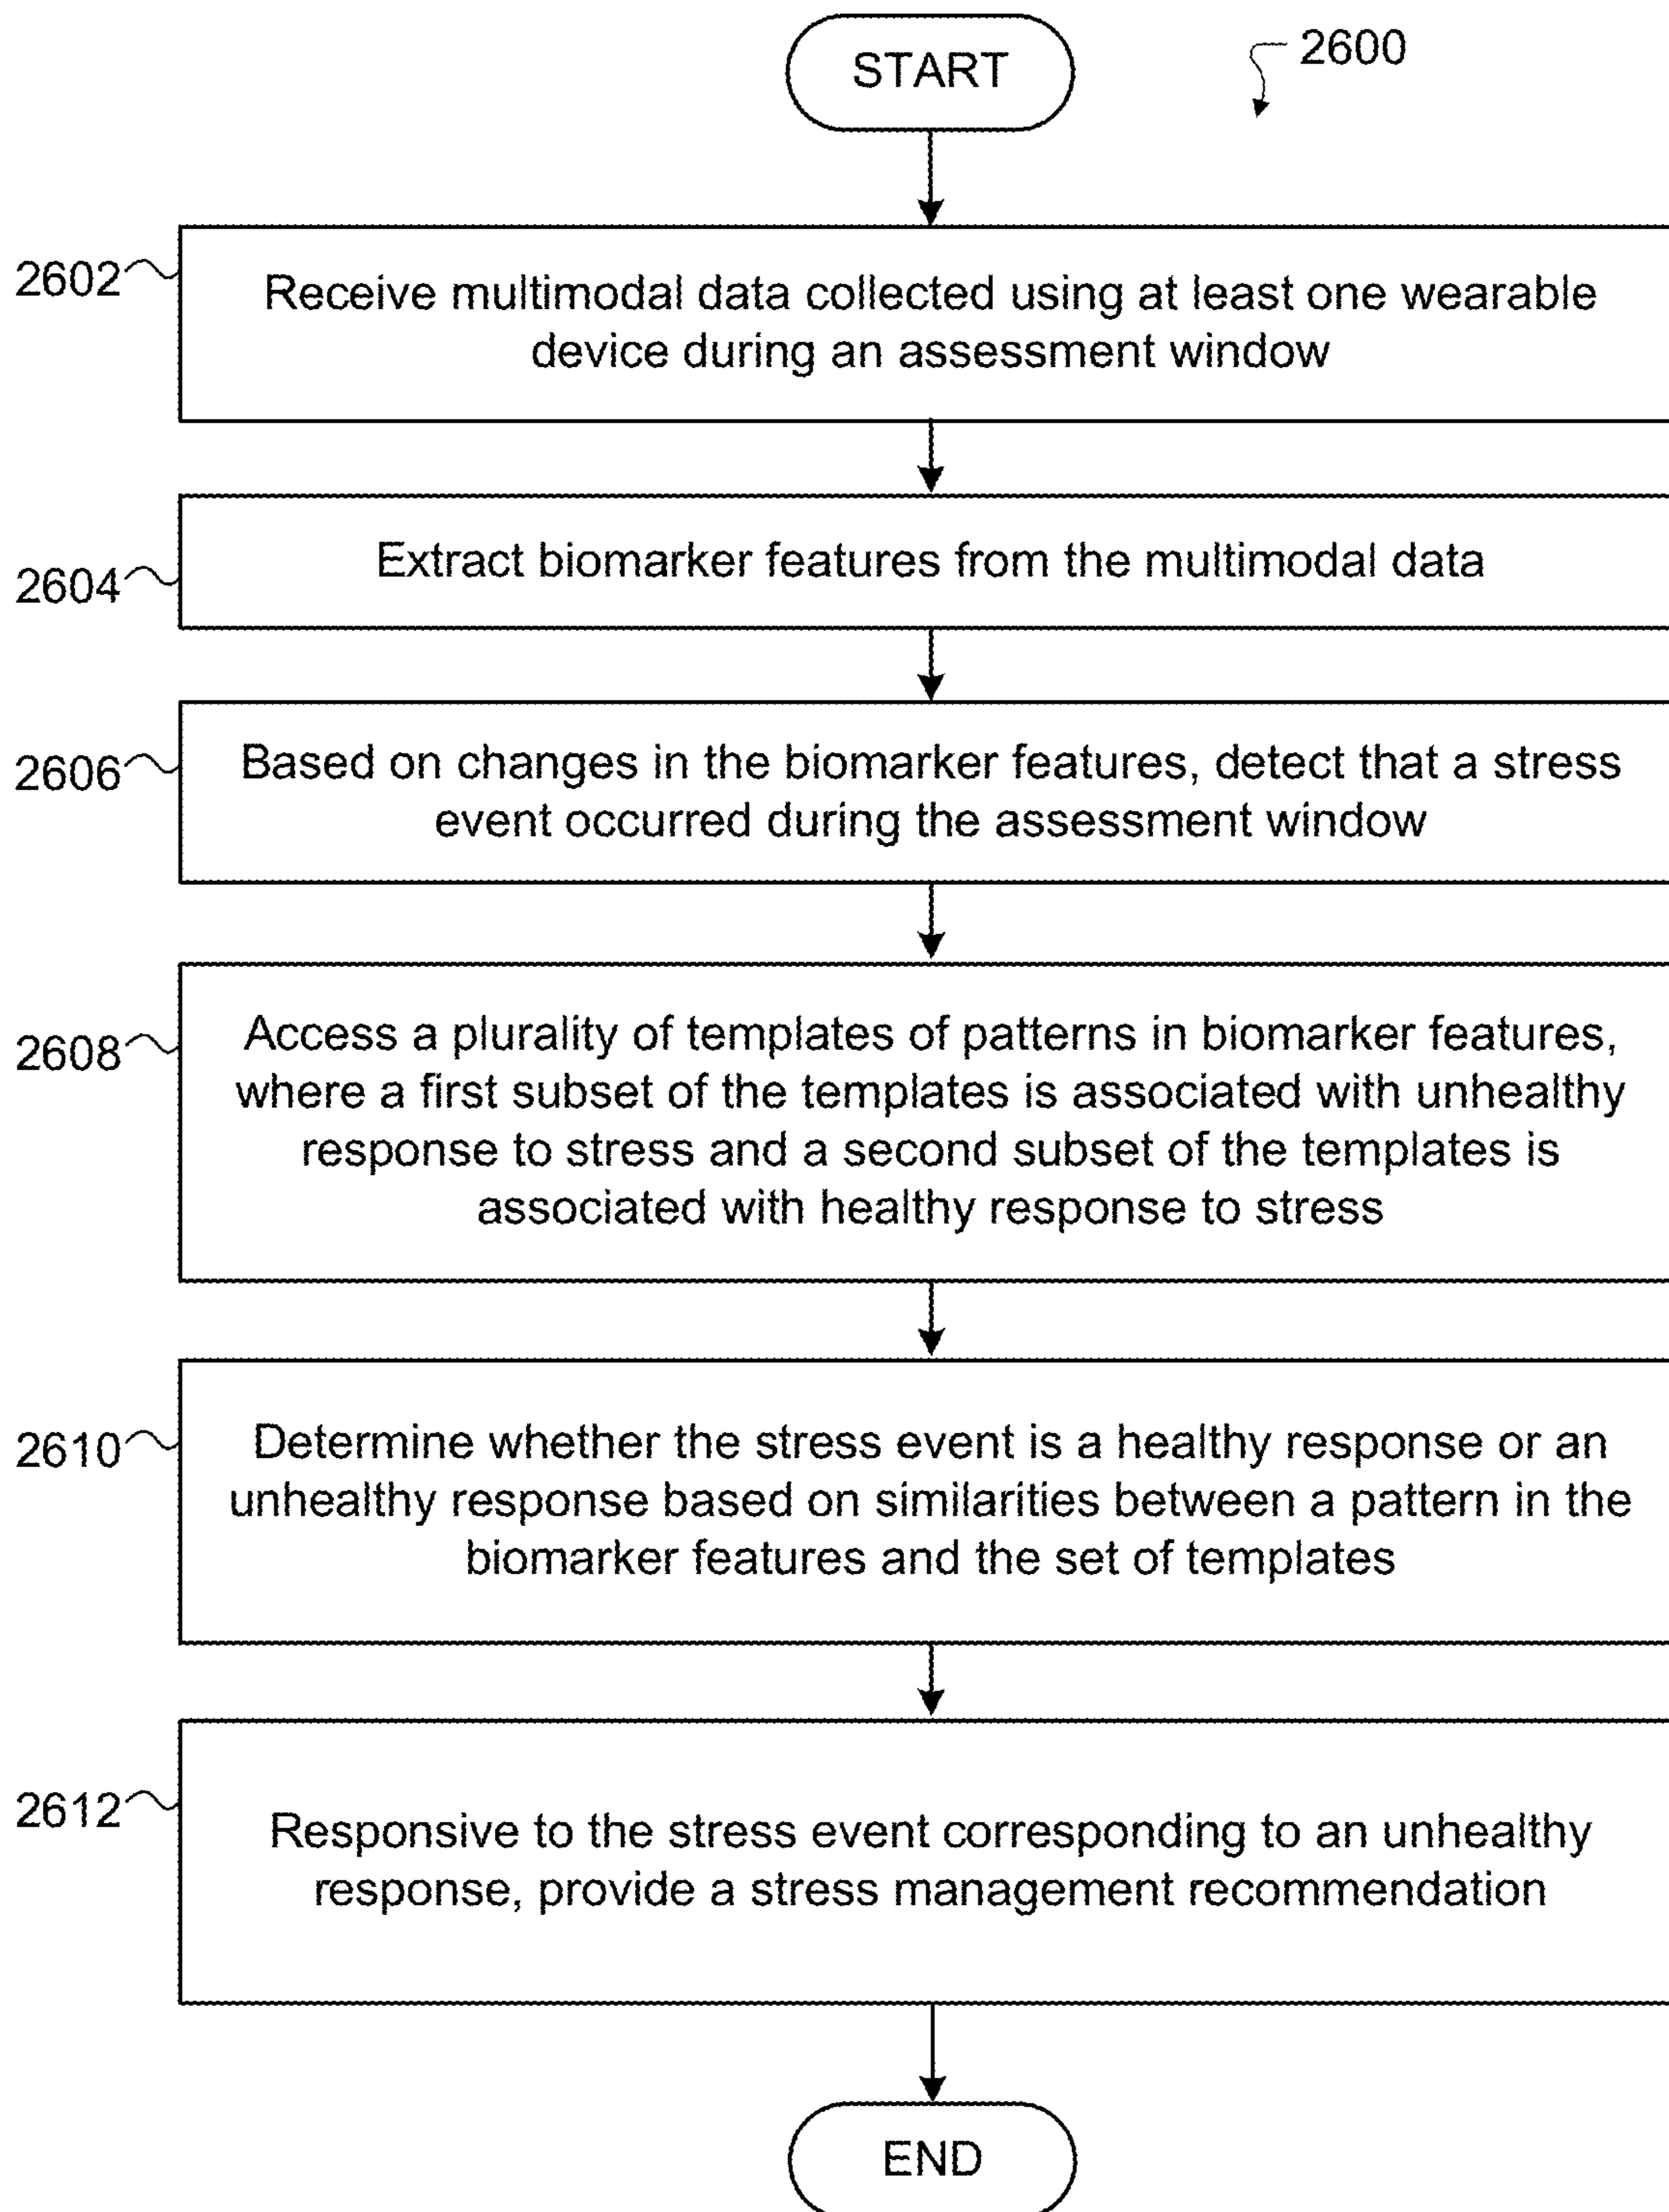 START
2600
2602
Receive multimodal data collected using at least one wearable
device during an assessment window
2604
Extract biomarker features from the multimodal data
2606
Based on changes in the biomarker features, detect that a stress
event occurred during the assessment window
2608
Access a plurality of templates of patterns in biomarker features,
where a first subset of the templates is associated with unhealthy
response to stress and a second subset of the templates is
associated with healthy response to stress
2610
Determine whether the stress event is a healthy response or an
unhealthy response based on similarities between a pattern in the
biomarker features and the set of templates
2612
Responsive to the stress event corresponding to an unhealthy
response, provide a stress management recommendation
END